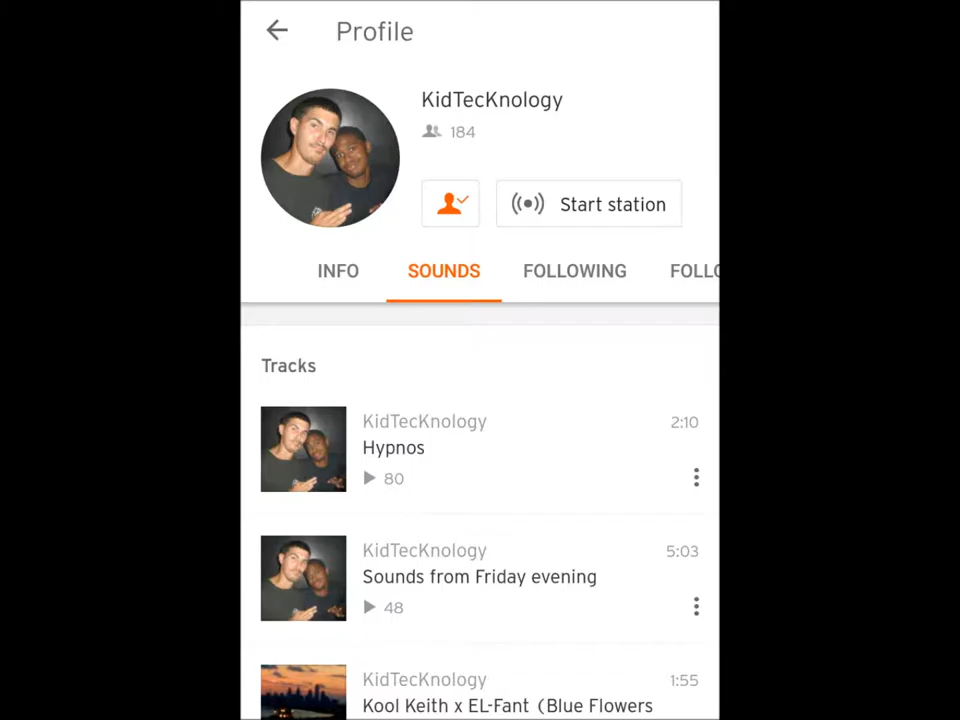 Profile
KidTecKnology
184
Start station
INFO SOUNDS FOLLOWING FOLLO
Tracks
KidTecKnology 2:10
Hypnos
80
KidTecKnology 5:03
Sounds from Friday evening
48
KidTecKnology 1:55
Kool Keith x EL-Fant (Blue Flowers